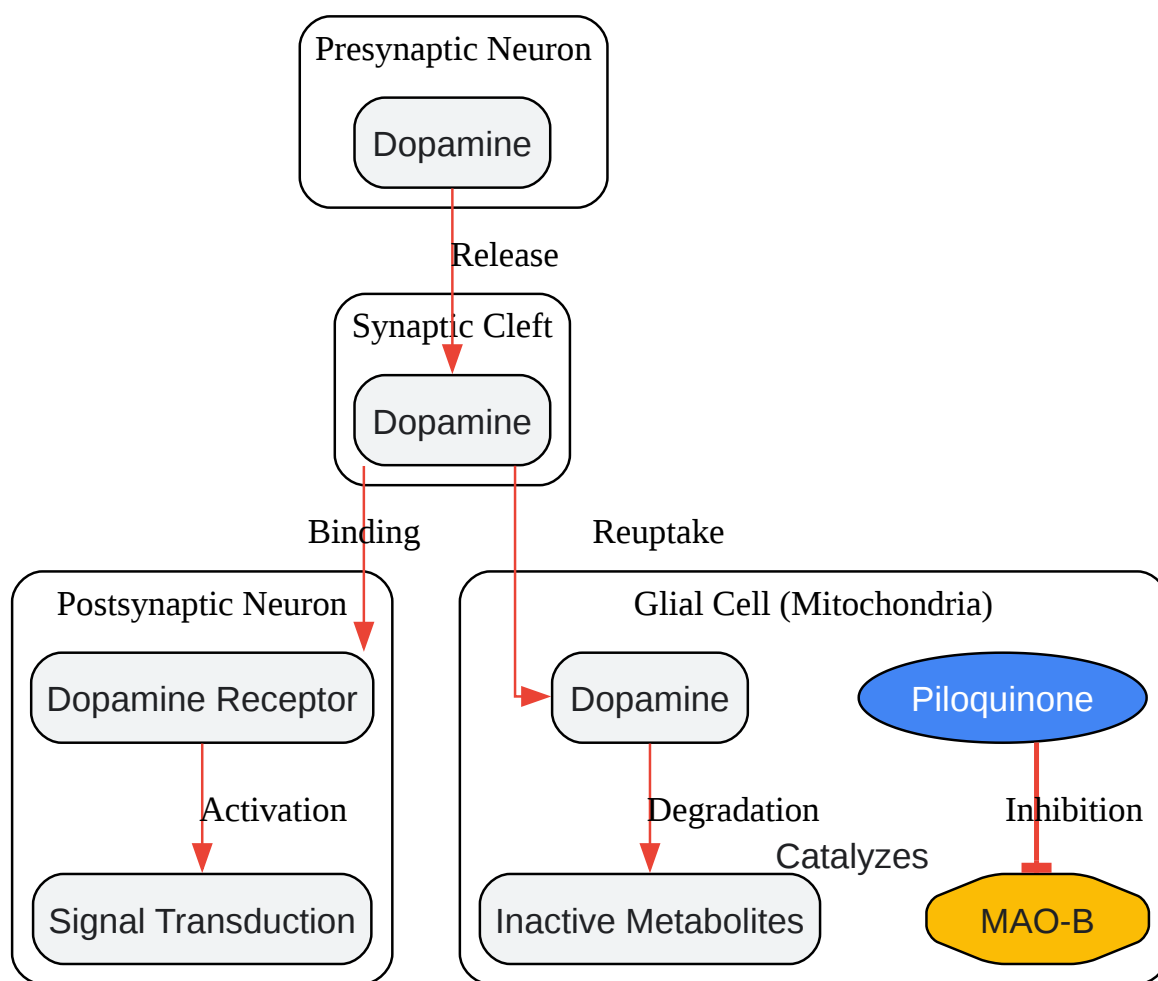 Presynaptic Neuron
Dopamine
Release
Synaptic Cleft
Dopamine
Binding
Reuptake
Postsynaptic Neuron
Glial Cell (Mitochondria)
Dopamine Receptor
Dopamine
Piloquinone
Activation
Degradation
Inhibition
Catalyzes
Signal Transduction
Inactive Metabolites
MAO-B